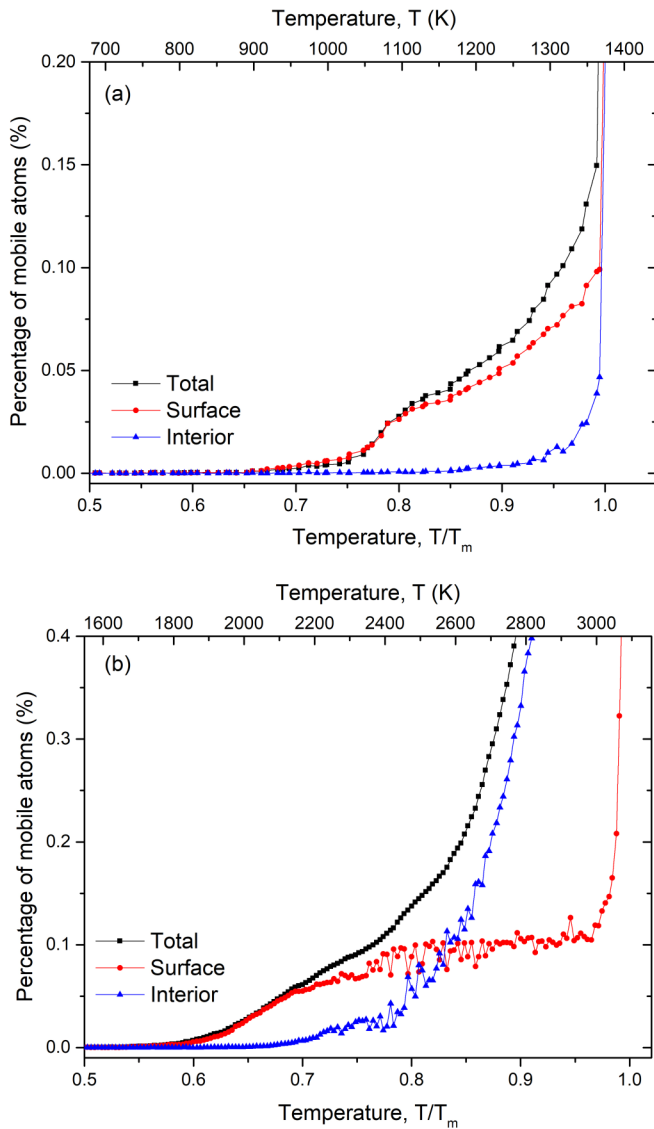 Temperature, T (K)
700 800 900 1000 1100 1200 1300 1400
0.20
(a)
0.15
0.10
0.05
0.00
Percentage of mobile atoms (%)
Total
Surface
Interior
0.5 0.6 0.7 0.8 0.9 1.0
Temperature, T/Tm
Temperature, T (K)
1600 1800 2000 2200 2400 2600 2800 3000
0.4
(b)
0.3
0.2
0.1
0.0
Percentage of mobile atoms (%)
Total
Surface
Interior
0.5 0.6 0.7 0.8 0.9 1.0
Temperature, T/Tm